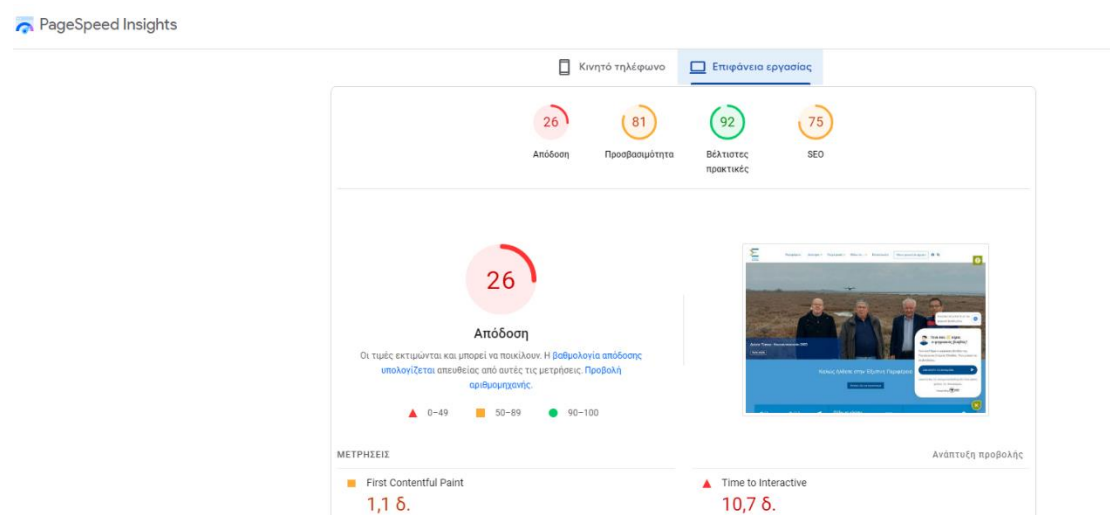 PageSpeed Insights
Κινητό τηλέφωνο
Επιφάνεια εργασίας
26
81
92
75
Απόδοση
Προσβασιμότητα
Βέλτιστες
πρακτικές
SEO
26
Απόδοση
Οι τιμές εκτιμώνται και μπορεί να ποικίλουν. Η βαθμολογία απόδοσης
υπολογίζεται απευθείας από αυτές τις μετρήσεις. Προβολή
αριθμομηχανής.
0–49
50–89
90–100
ΜΕΤΡΗΣΕΙΣ
Ανάπτυξη προβολής
First Contentful Paint
1,1 δ.
Time to Interactive
10,7 δ.